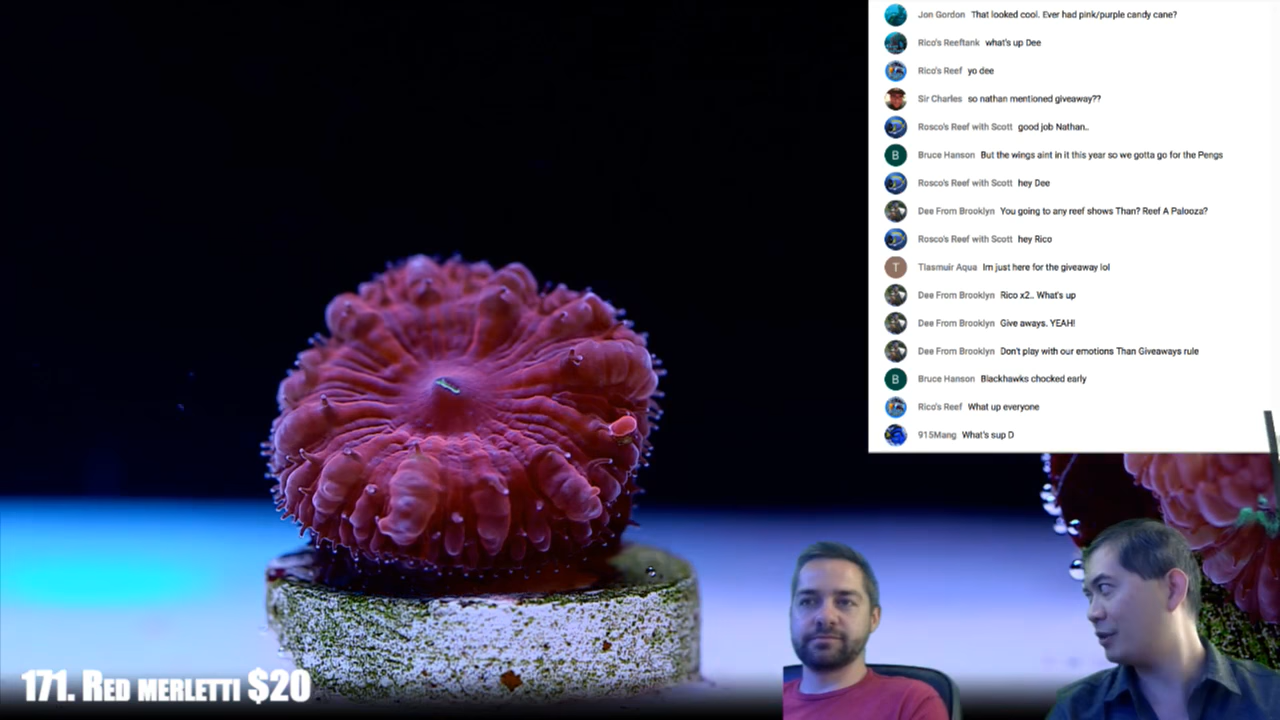 Jon Gordon That looked cool. Ever had pink/purple candy cane?
Rico's Reeftank what's up Dee
Rico's Reef yo dee
Sir Charles so nathan mentioned giveaway??
Rosco's Reef with Scott good job Nathan..
B Bruce Hanson But the wings aint in it this year so we gotta go for the Pengs
Rosco's Reef with Scott hey Dee
Dee From Brooklyn You going to any reef shows Than? Reef A Palooza?
Rosco's Reef with Scott hey Rico
T Tlasmuir Aqua Im just here for the giveaway lol
Dee From Brooklyn Rico x2.. What's up
Dee From Brooklyn Give aways. YEAH!
Dee From Brooklyn Don't play with our emotions Than Giveaways rule
B Bruce Hanson Blackhawks chocked early
Rico's Reef What up everyone
915Mang What's sup D
171. Red merletti $20